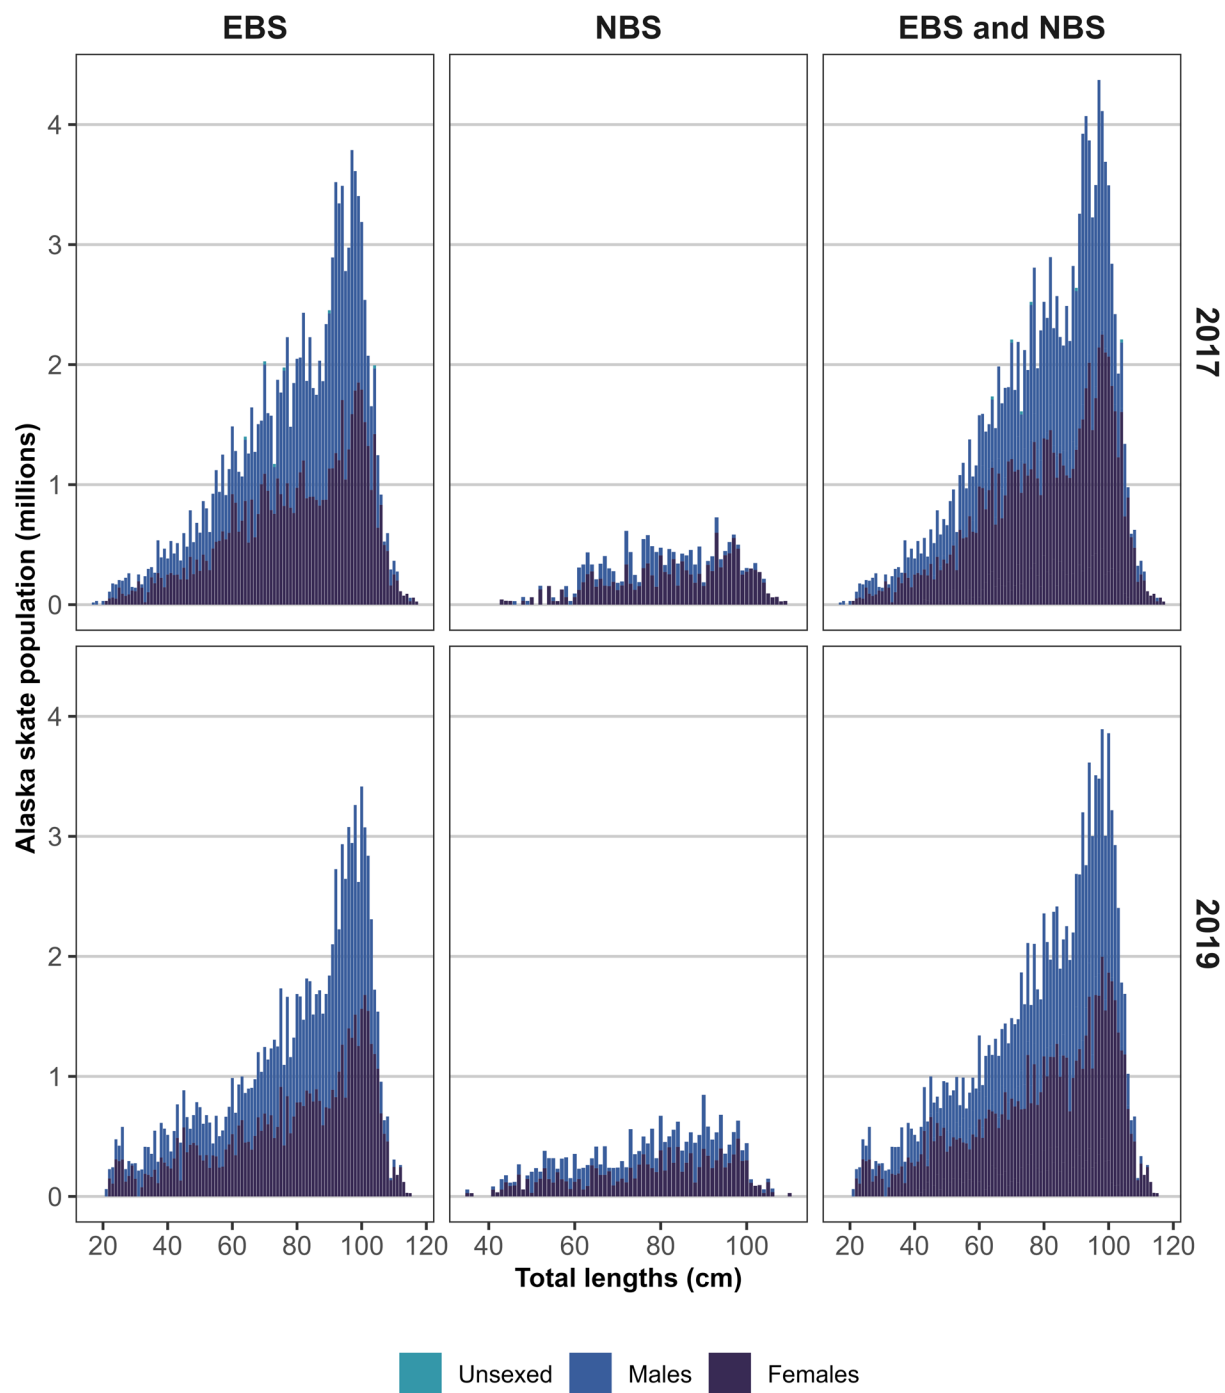 EBS NBS EBS and NBS
4
3
2
1
0
2017
Alaska skate population (millions)
4
3
2
1
0
2019
20 40 60 80 100 120 40 60 80 100 20 40 60 80 100 120
Total lengths (cm)
Unsexed Males Females